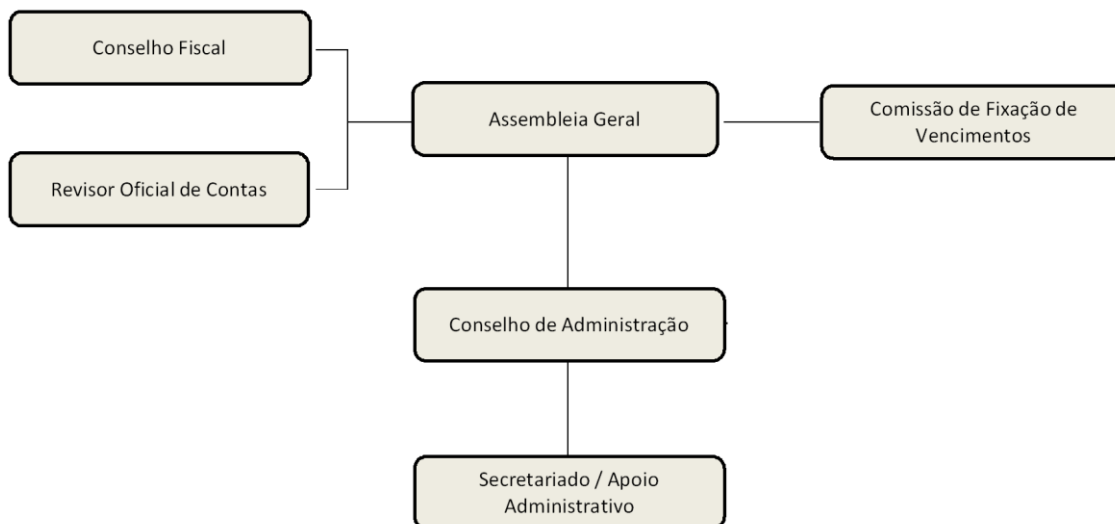 Conselho Fiscal
Assembleia Geral
Comissão de Fixação de
Vencimentos
Revisor Oficial de Contas
Conselho de Administração
Secretariado / Apoio
Administrativo